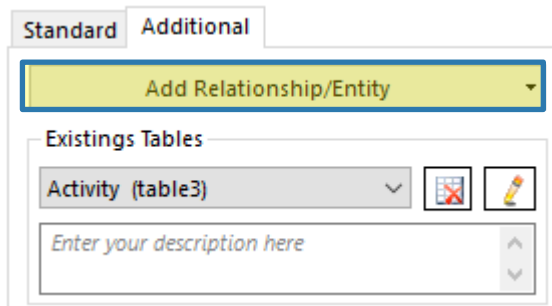 Standard Additional
Add Relationship/Entity
Existings Tables
Activity (table3)
Enter your description here